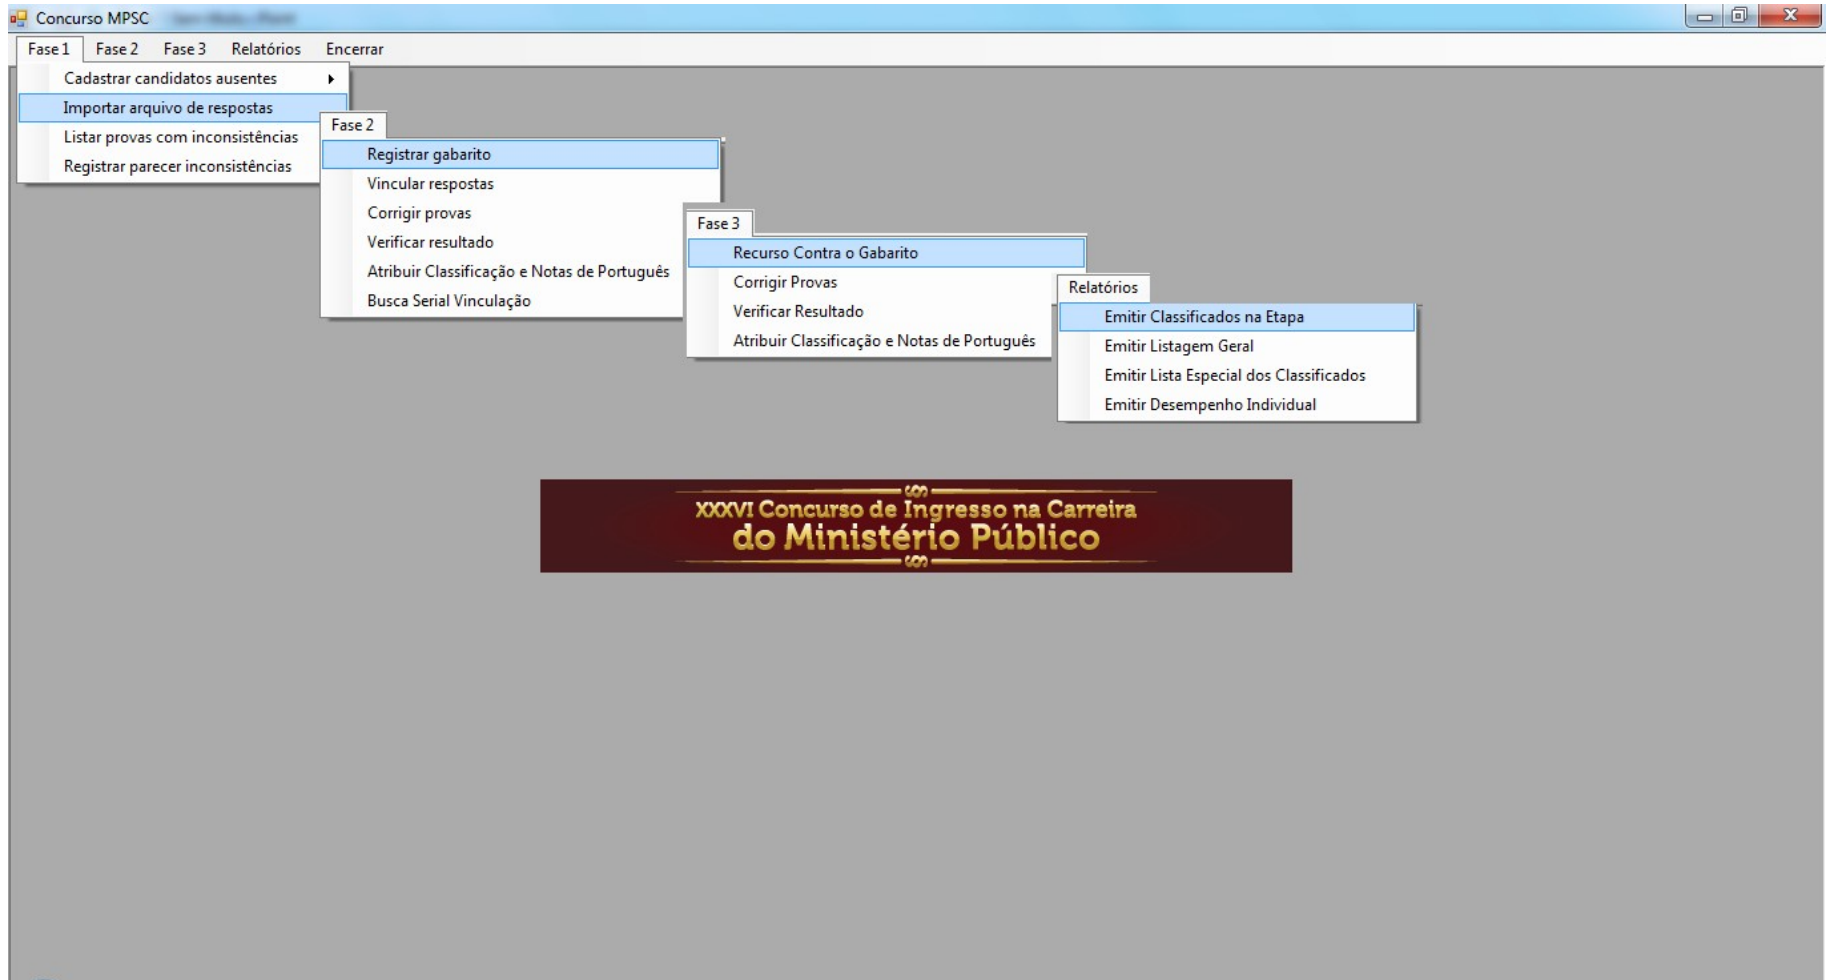 Concurso MPSC
Fase 1 Fase 2 Fase 3 Relatórios Encerrar
Cadastrar candidatos ausentes
Importar arquivo de respostas
Listar provas com inconsistências
Registrar parecer inconsistências
Fase 2
Registrar gabarito
Vincular respostas
Corrigir provas
Verificar resultado
Atribuir Classificação e Notas de Português
Busca Serial Vinculação
Fase 3
Recurso Contra o Gabarito
Corrigir Provas
Verificar Resultado
Atribuir Classificação e Notas de Português
Relatórios
Emitir Classificados na Etapa
Emitir Listagem Geral
Emitir Lista Especial dos Classificados
Emitir Desempenho Individual
XXXVI Concurso de Ingresso na Carreira
do Ministério Público